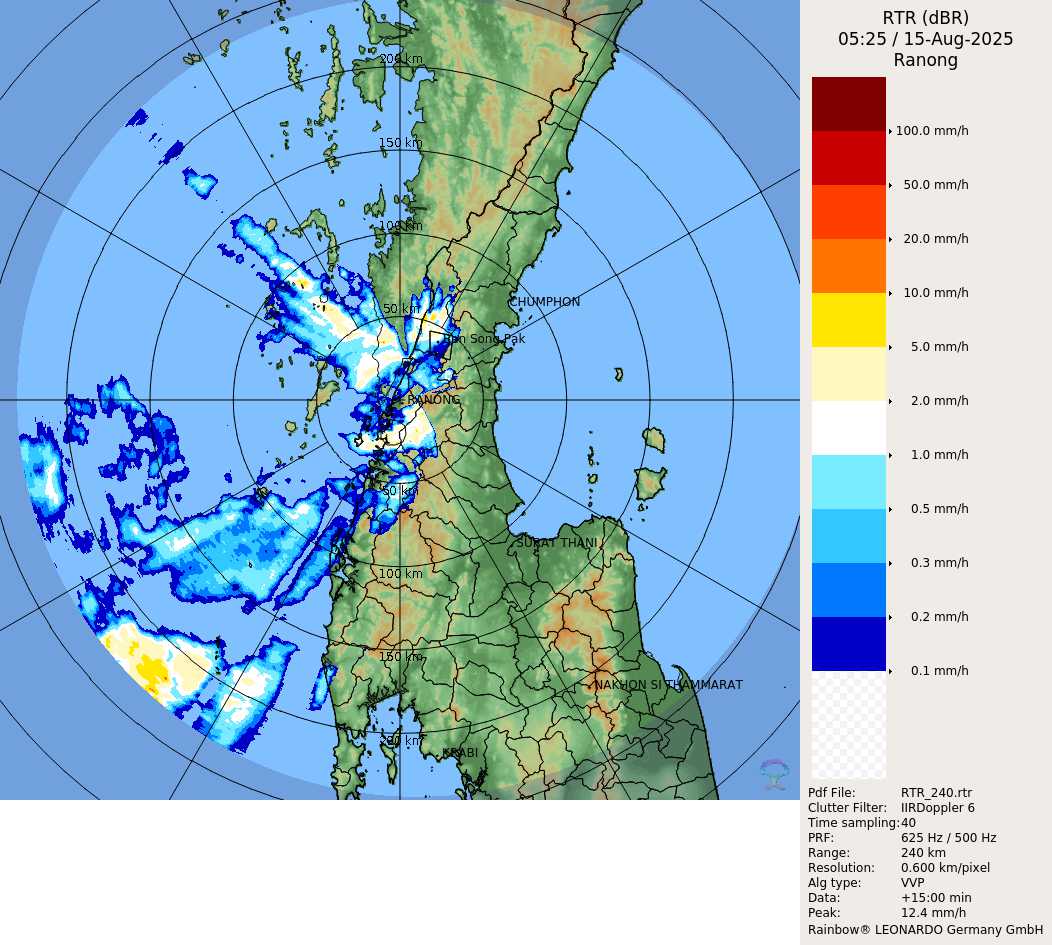 RTR (dBR)
05:25 / 15-Aug-2025
Ranong
200 km
150 km
100 km
50 km
CHUMPHON
Ban Song Pak
RANONG
50 km
SURAT THANI
100 km
150 km
NAKHON SI THAMMARAT
200 km
KRABI
100.0 mm/h
50.0 mm/h
20.0 mm/h
10.0 mm/h
5.0 mm/h
2.0 mm/h
1.0 mm/h
0.5 mm/h
0.3 mm/h
0.2 mm/h
0.1 mm/h
Pdf File: RTR_240.rtr
Clutter Filter: IIRDoppler 6
Time sampling:40
PRF: 625 Hz / 500 Hz
Range: 240 km
Resolution: 0.600 km/pixel
Alg type: VVP
Data: +15:00 min
Peak: 12.4 mm/h
Rainbow® LEONARDO Germany GmbH